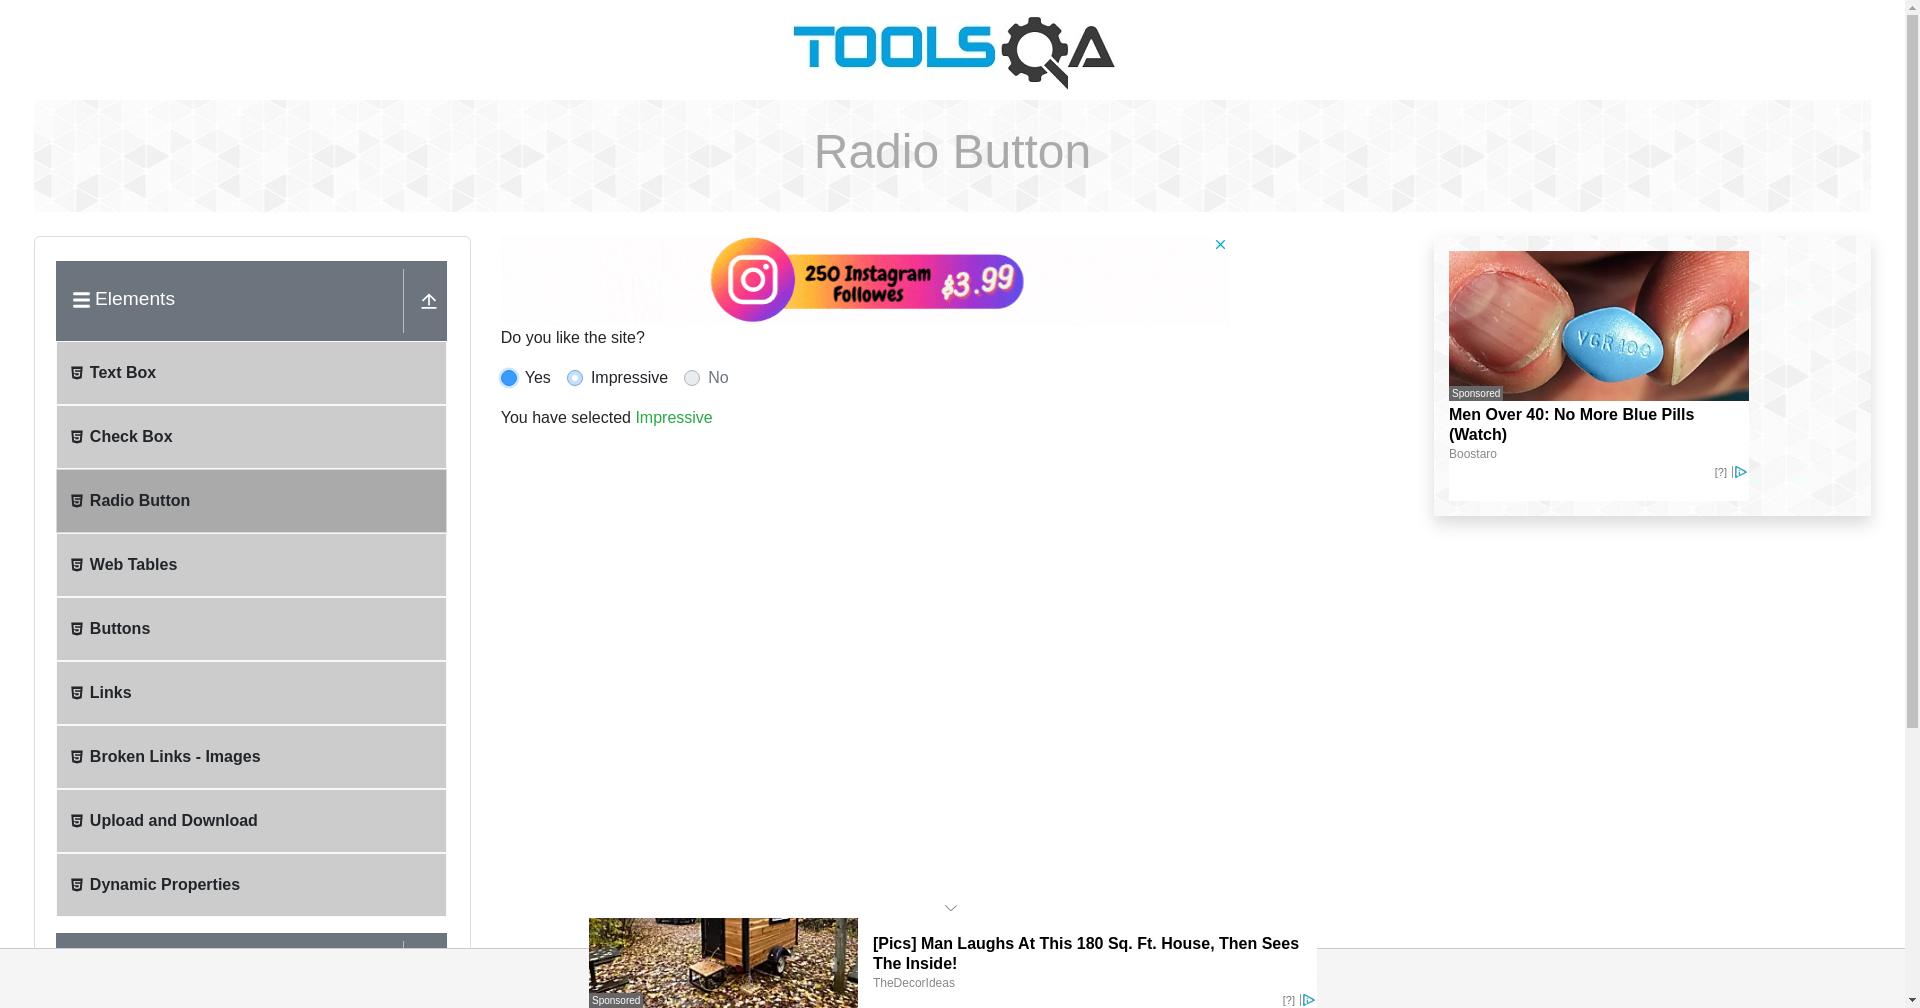 TOOLSQA
Radio Button
Elements
Text Box
Check Box
Radio Button
Web Tables
Buttons
Links
Broken Links - Images
Upload and Download
Dynamic Properties
250 Instagram
Followes
$3.99
Do you like the site?
Yes
Impressive
No
You have selected Impressive
VGR 100
Sponsored
Men Over 40: No More Blue Pills
(Watch)
Boostaro
[?]
[Pics] Man Laughs At This 180 Sq. Ft. House, Then Sees
The Inside!
TheDecorIdeas
Sponsored
[?]